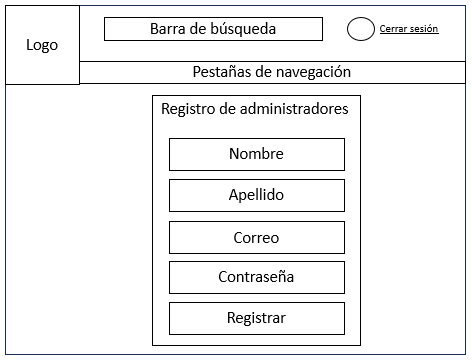 Logo
Barra de búsqueda
Cerrar sesión
Pestañas de navegación
Registro de administradores
Nombre
Apellido
Correo
Contraseña
Registrar